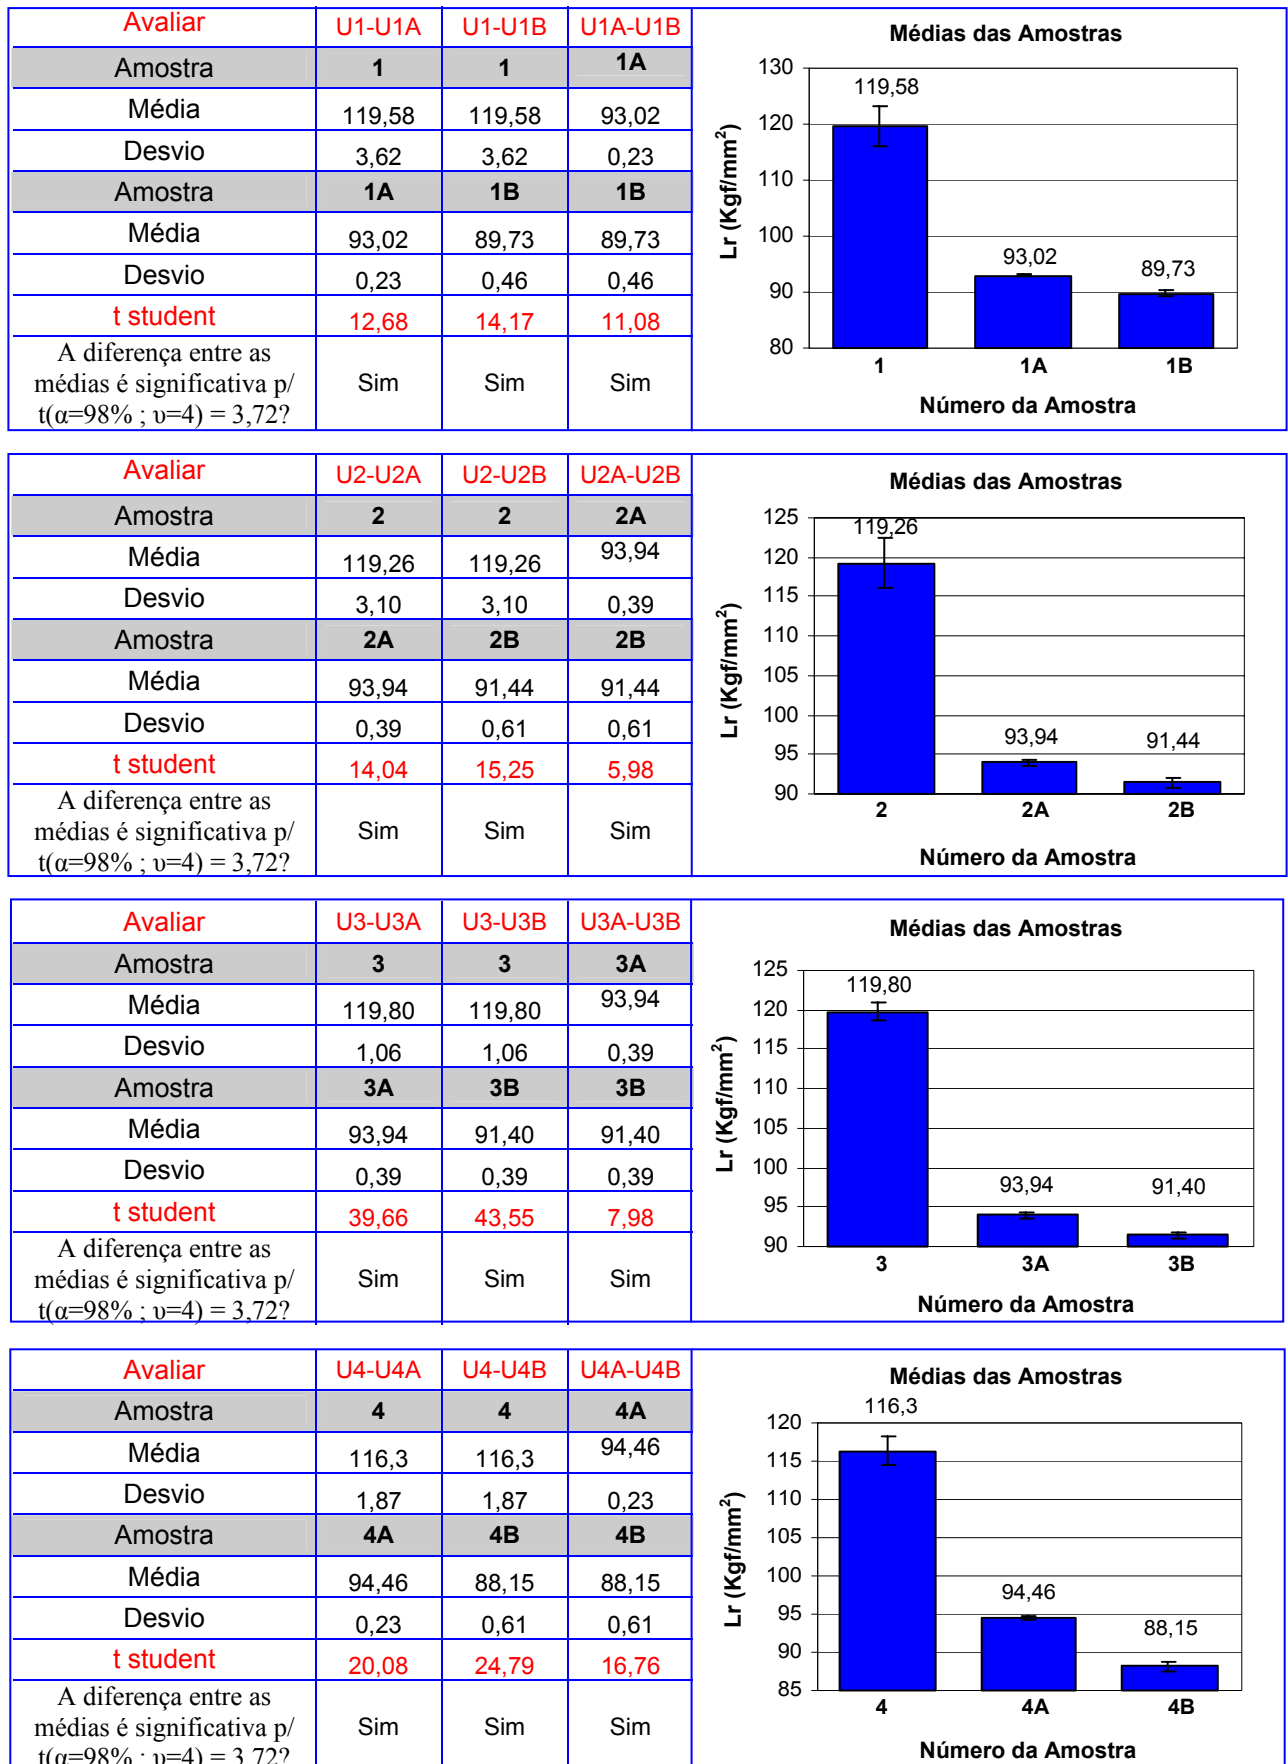 Avaliar U1-U1A U1-U1B U1A-U1B
Amostra 1 1 1A
Média 119,58 119,58 93,02
Desvio 3,62 3,62 0,23
Amostra 1A 1B 1B
Média 93,02 89,73 89,73
Desvio 0,23 0,46 0,46
t student 12,68 14,17 11,08
A diferença entre as
médias é significativa p/ Sim Sim Sim
t(α=98% ; υ=4) = 3,72?
Médias das Amostras
130
119,58
120
110
100
93,02
89,73
90
80
Lr (Kgf/mm²)
1 1A 1B
Número da Amostra
Avaliar U2-U2A U2-U2B U2A-U2B
Amostra 2 2 2A
Média 119,26 119,26 93,94
Desvio 3,10 3,10 0,39
Amostra 2A 2B 2B
Média 93,94 91,44 91,44
Desvio 0,39 0,61 0,61
t student 14,04 15,25 5,98
A diferença entre as
médias é significativa p/ Sim Sim Sim
t(α=98% ; υ=4) = 3,72?
Médias das Amostras
125
119,26
120
115
110
105
100
93,94 91,44
95
90
Lr (Kgf/mm²)
2 2A 2B
Número da Amostra
Avaliar U3-U3A U3-U3B U3A-U3B
Amostra 3 3 3A
Média 119,80 119,80 93,94
Desvio 1,06 1,06 0,39
Amostra 3A 3B 3B
Média 93,94 91,40 91,40
Desvio 0,39 0,39 0,39
t student 39,66 43,55 7,98
A diferença entre as
médias é significativa p/ Sim Sim Sim
t(α=98% ; υ=4) = 3,72?
Médias das Amostras
125
119,80
120
115
110
105
100
93,94 91,40
95
90
Lr (Kgf/mm²)
3 3A 3B
Número da Amostra
Avaliar U4-U4A U4-U4B U4A-U4B
Amostra 4 4 4A
Média 116,3 116,3 94,46
Desvio 1,87 1,87 0,23
Amostra 4A 4B 4B
Média 94,46 88,15 88,15
Desvio 0,23 0,61 0,61
t student 20,08 24,79 16,76
A diferença entre as
médias é significativa p/ Sim Sim Sim
t(α=98% ; υ=4) = 3,72?
Médias das Amostras
116,3
120
115
110
105
100
94,46
95
88,15
90
85
Lr (Kgf/mm²)
4 4A 4B
Número da Amostra